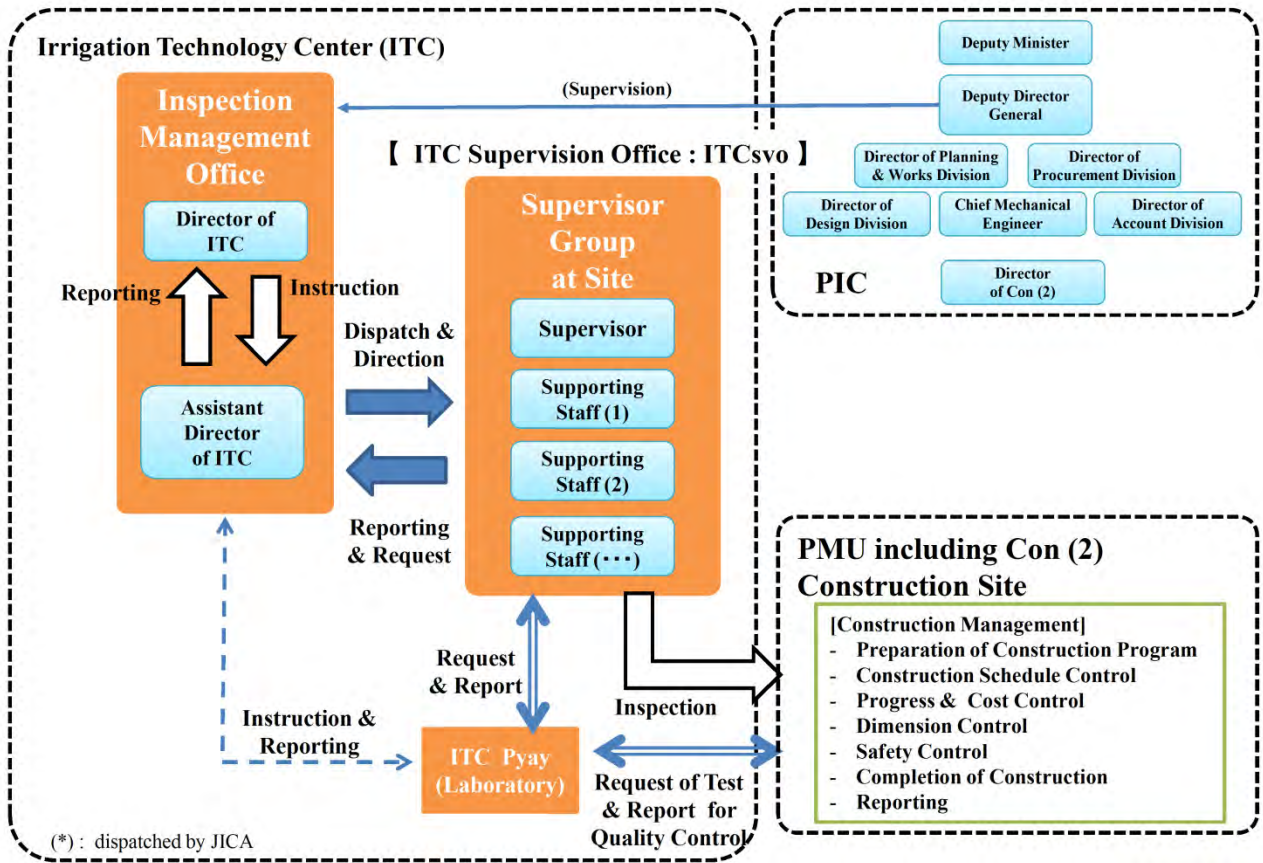 Irrigation Technology Center (ITC)
Inspection
Management
Office
Director of
ITC
Reporting
Instruction
Assistant
Director
of ITC
(Supervision)
【 ITC Supervision Office : ITCsvo 】
Supervisor
Group
at Site
Supervisor
Supporting
Staff (1)
Supporting
Staff (2)
Supporting
Staff (・・・)
Dispatch &
Direction
Reporting
& Request
Deputy Minister
Deputy Director
General
Director of Planning
& Works Division
Director of
Procurement Division
Director of
Design Division
Chief Mechanical
Engineer
Director of
Account Division
PIC
Director
of Con (2)
PMU including Con (2)
Construction Site
[Construction Management]
- Preparation of Construction Program
- Construction Schedule Control
- Progress & Cost Control
- Dimension Control
- Safety Control
- Completion of Construction
- Reporting
Request
& Report
Inspection
Instruction &
Reporting
ITC Pyay
(Laboratory)
Request of Test
& Report for
Quality Control
(*) : dispatched by JICA